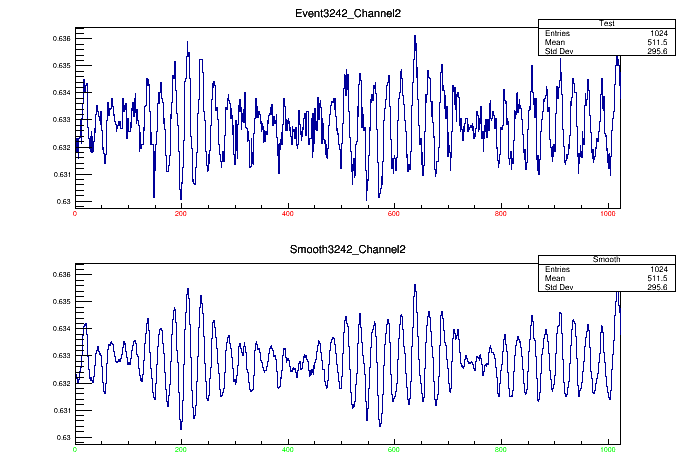 Event3242_Channel2
Test
Entries 1024
Mean 511.5
Std Dev 295.6
0.636
0.635
0.634
0.633
0.632
0.631
0.63
0 200 400 600 800 1000
Smooth3242_Channel2
Smooth
Entries 1024
Mean 511.5
Std Dev 295.6
0.636
0.635
0.634
0.633
0.632
0.631
0.63
0 200 400 600 800 1000